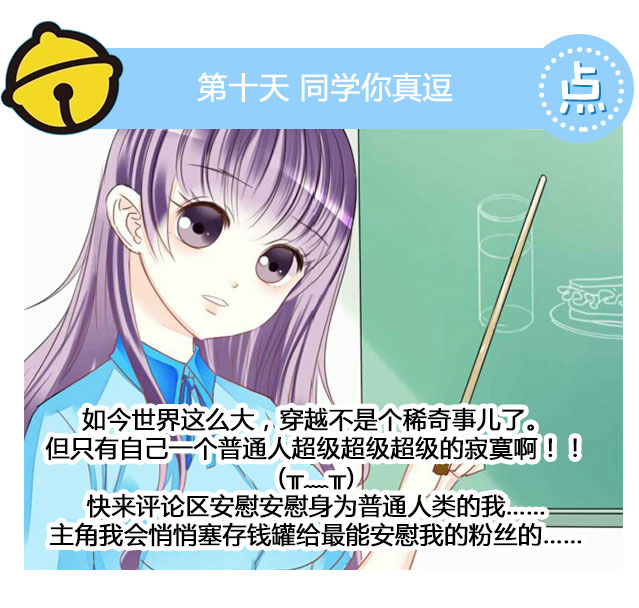 第十天 同学你真逗
点
如今世界这么大，穿越不是个稀奇事儿了。
但只有自己一个普通人超级超级超级的寂寞啊！！
(╥﹏╥)
快来评论区安慰安慰身为普通人类的我……
主角我会悄悄塞存钱罐给最能安慰我的粉丝的……